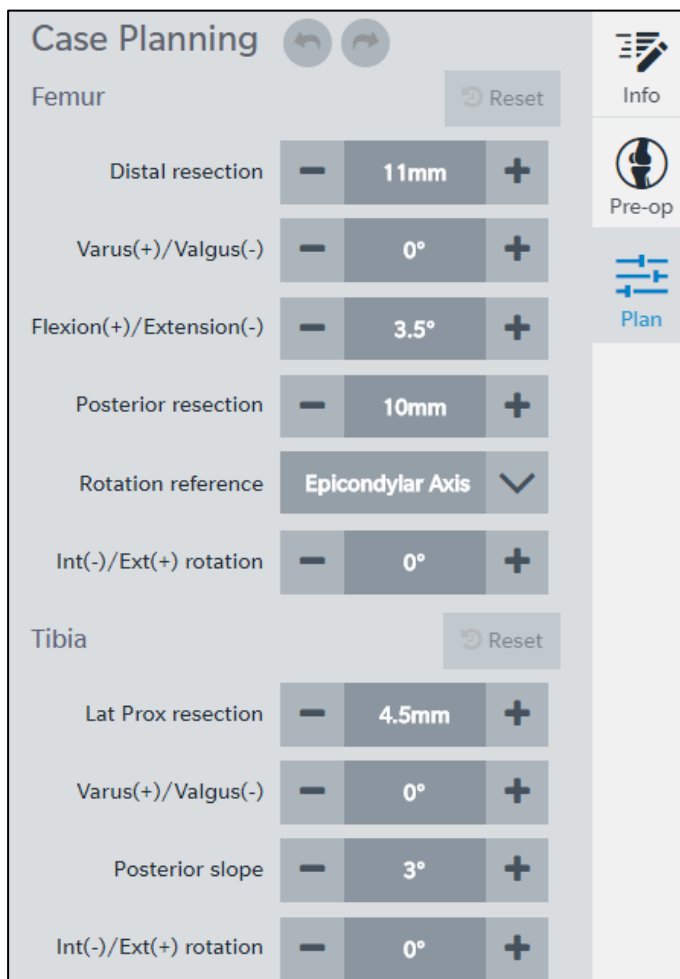 Case Planning
Femur
Reset
Distal resection
11mm
Varus(+)/Valgus(-)
0°
Flexion(+)/Extension(-)
3.5°
Posterior resection
10mm
Rotation reference
Epicondylar Axis
Int(-)/Ext(+) rotation
0°
Tibia
Reset
Lat Prox resection
4.5mm
Varus(+)/Valgus(-)
0°
Posterior slope
3°
Int(-)/Ext(+) rotation
0°
Info
Pre-op
Plan